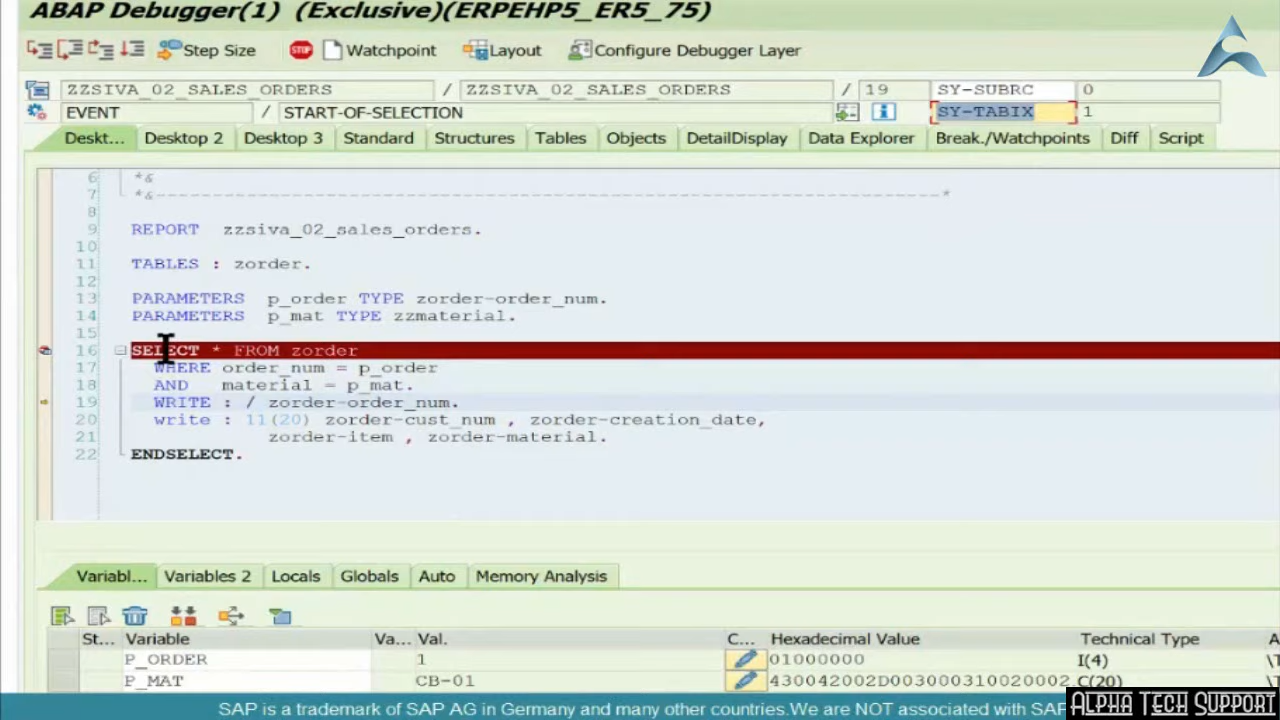 ABAP Debugger(1) (Exclusive)(ERPEHP5_ER5_75)
Step Size STOP Watchpoint Layout Configure Debugger Layer
ZZSIVA_02_SALES_ORDERS / ZZSIVA_02_SALES_ORDERS / 19 SY-SUBRC 0
EVENT / START-OF-SELECTION SY-TABIX 1
Deskt... Desktop 2 Desktop 3 Standard Structures Tables Objects DetailDisplay Data Explorer Break./Watchpoints Diff Script
6 *&
7 *&---------------------------------------------------------------------*
8
9 REPORT zzsiva_02_sales_orders.
10
11 TABLES : zorder.
12
13 PARAMETERS p_order TYPE zorder-order_num.
14 PARAMETERS p_mat TYPE zzmaterial.
15
16 SELECT * FROM zorder
17 WHERE order_num = p_order
18 AND material = p_mat.
19 WRITE : / zorder-order_num.
20 write : 11(20) zorder-cust_num , zorder-creation_date,
21 zorder-item , zorder-material.
22 ENDSELECT.
Variabl... Variables 2 Locals Globals Auto Memory Analysis
St... Variable Va... Val. C... Hexadecimal Value Technical Type A
P_ORDER 1 01000000 I(4) \T
P_MAT CB-01 430042002D003000310020002 C(20) \T
SAP is a trademark of SAP AG in Germany and many other countries.We are NOT associated with SAP
ALPHA TECH SUPPORT